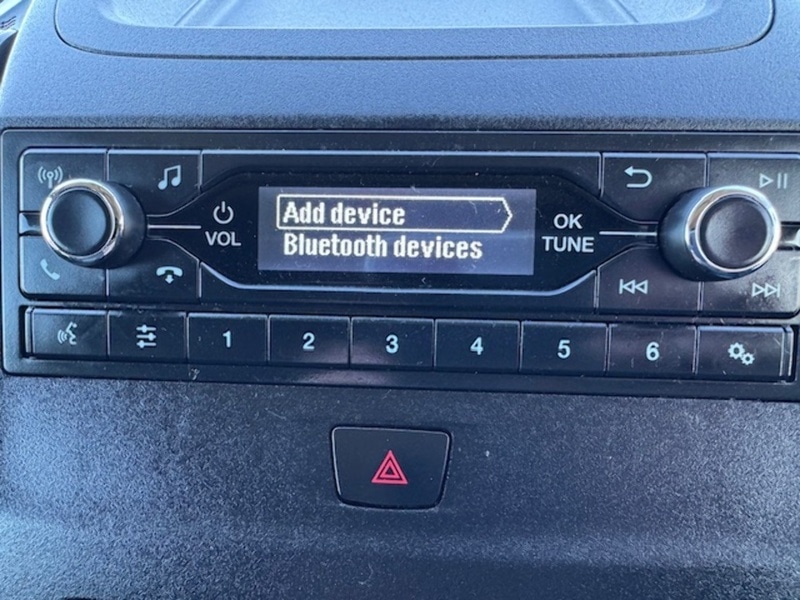 Add device
Bluetooth devices
VOL
OK
TUNE
1 2 3 4 5 6